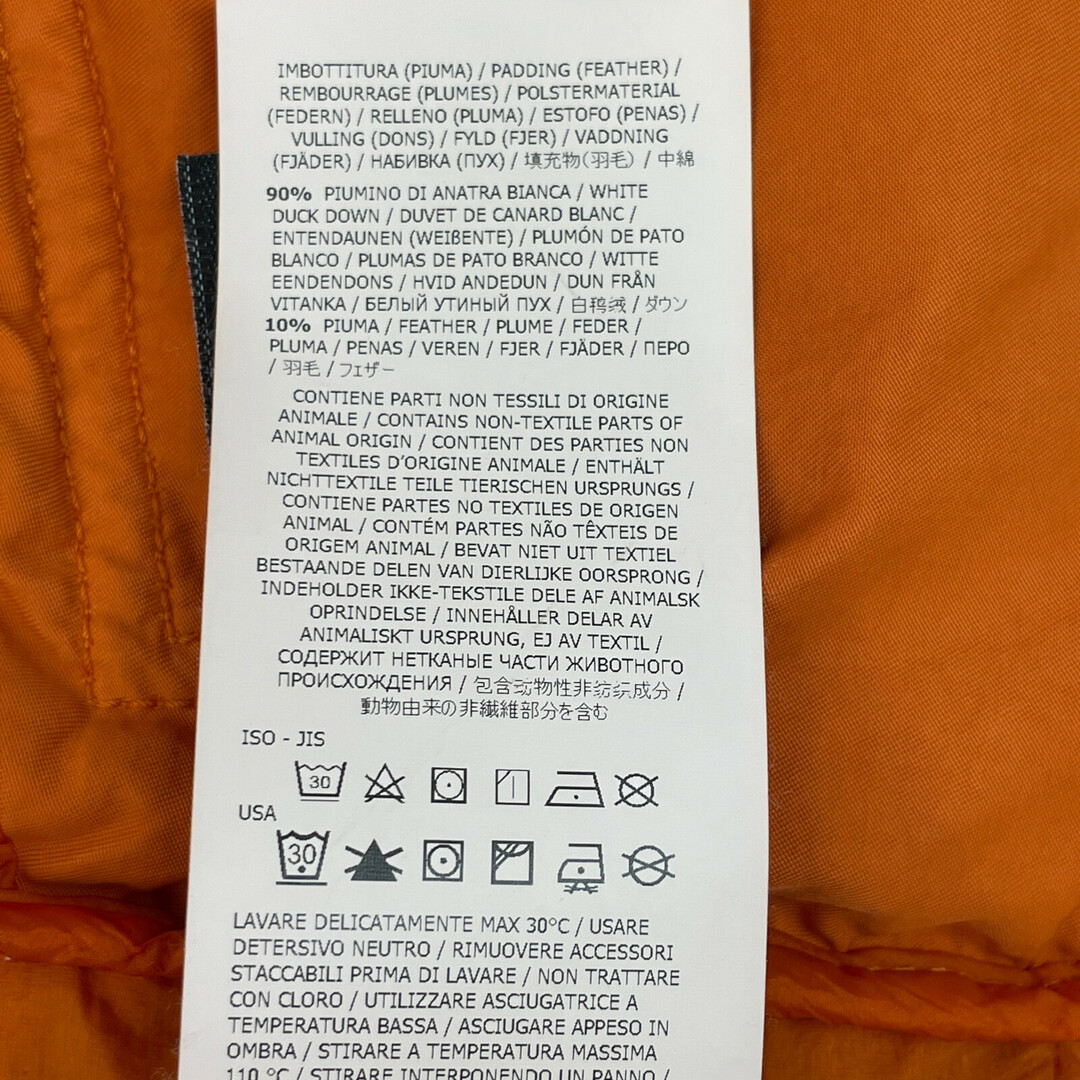 IMBOTTITURA (PIUMA) / PADDING (FEATHER) /
REMBOURRAGE (PLUMES) / POLSTERMATERIAL
(FEDERN) / RELLENO (PLUMA) / ESTOFO (PENAS) /
VULLING (DONS) / FYLD (FJER) / VADDNING
(FJÄDER) / НАБИВКА (ПУХ) / 填充物(羽毛) / 中綿
90% PIUMINO DI ANATRA BIANCA / WHITE
DUCK DOWN / DUVET DE CANARD BLANC /
ENTENDAUNEN (WEIßENTE) / PLUMÓN DE PATO
BLANCO / PLUMAS DE PATO BRANCO / WITTE
EENDENDONS / HVID ANDEDUN / DUN FRÅN
VITANKA / БЕЛЫЙ УТИНЫЙ ПУХ / 白鸭绒 / ダウン
10% PIUMA / FEATHER / PLUME / FEDER /
PLUMA / PENAS / VEREN / FJER / FJÄDER / ПЕРО
/ 羽毛 / フェザー
CONTIENE PARTI NON TESSILI DI ORIGINE
ANIMALE / CONTAINS NON-TEXTILE PARTS OF
ANIMAL ORIGIN / CONTIENT DES PARTIES NON
TEXTILES D'ORIGINE ANIMALE / ENTHÄLT
NICHTTEXTILE TEILE TIERISCHEN URSPRUNGS /
CONTIENE PARTES NO TEXTILES DE ORIGEN
ANIMAL / CONTÉM PARTES NÃO TÊXTEIS DE
ORIGEM ANIMAL / BEVAT NIET UIT TEXTIEL
BESTAANDE DELEN VAN DIERLIJKE OORSPRONG /
INDEHOLDER IKKE-TEKSTILE DELE AF ANIMALSK
OPRINDELSE / INNEHÅLLER DELAR AV
ANIMALISKT URSPRUNG, EJ AV TEXTIL /
СОДЕРЖИТ НЕТКАНЫЕ ЧАСТИ ЖИВОТНОГО
ПРОИСХОЖДЕНИЯ / 包含动物性非纺织成分 /
動物由来の非繊維部分を含む
ISO - JIS
30
USA
30
LAVARE DELICATAMENTE MAX 30°C / USARE
DETERSIVO NEUTRO / RIMUOVERE ACCESSORI
STACCABILI PRIMA DI LAVARE / NON TRATTARE
CON CLORO / UTILIZZARE ASCIUGATRICE A
TEMPERATURA BASSA / ASCIUGARE APPESO IN
OMBRA / STIRARE A TEMPERATURA MASSIMA
110 °C / STIRARE INTERPONENDO UN PANNO /